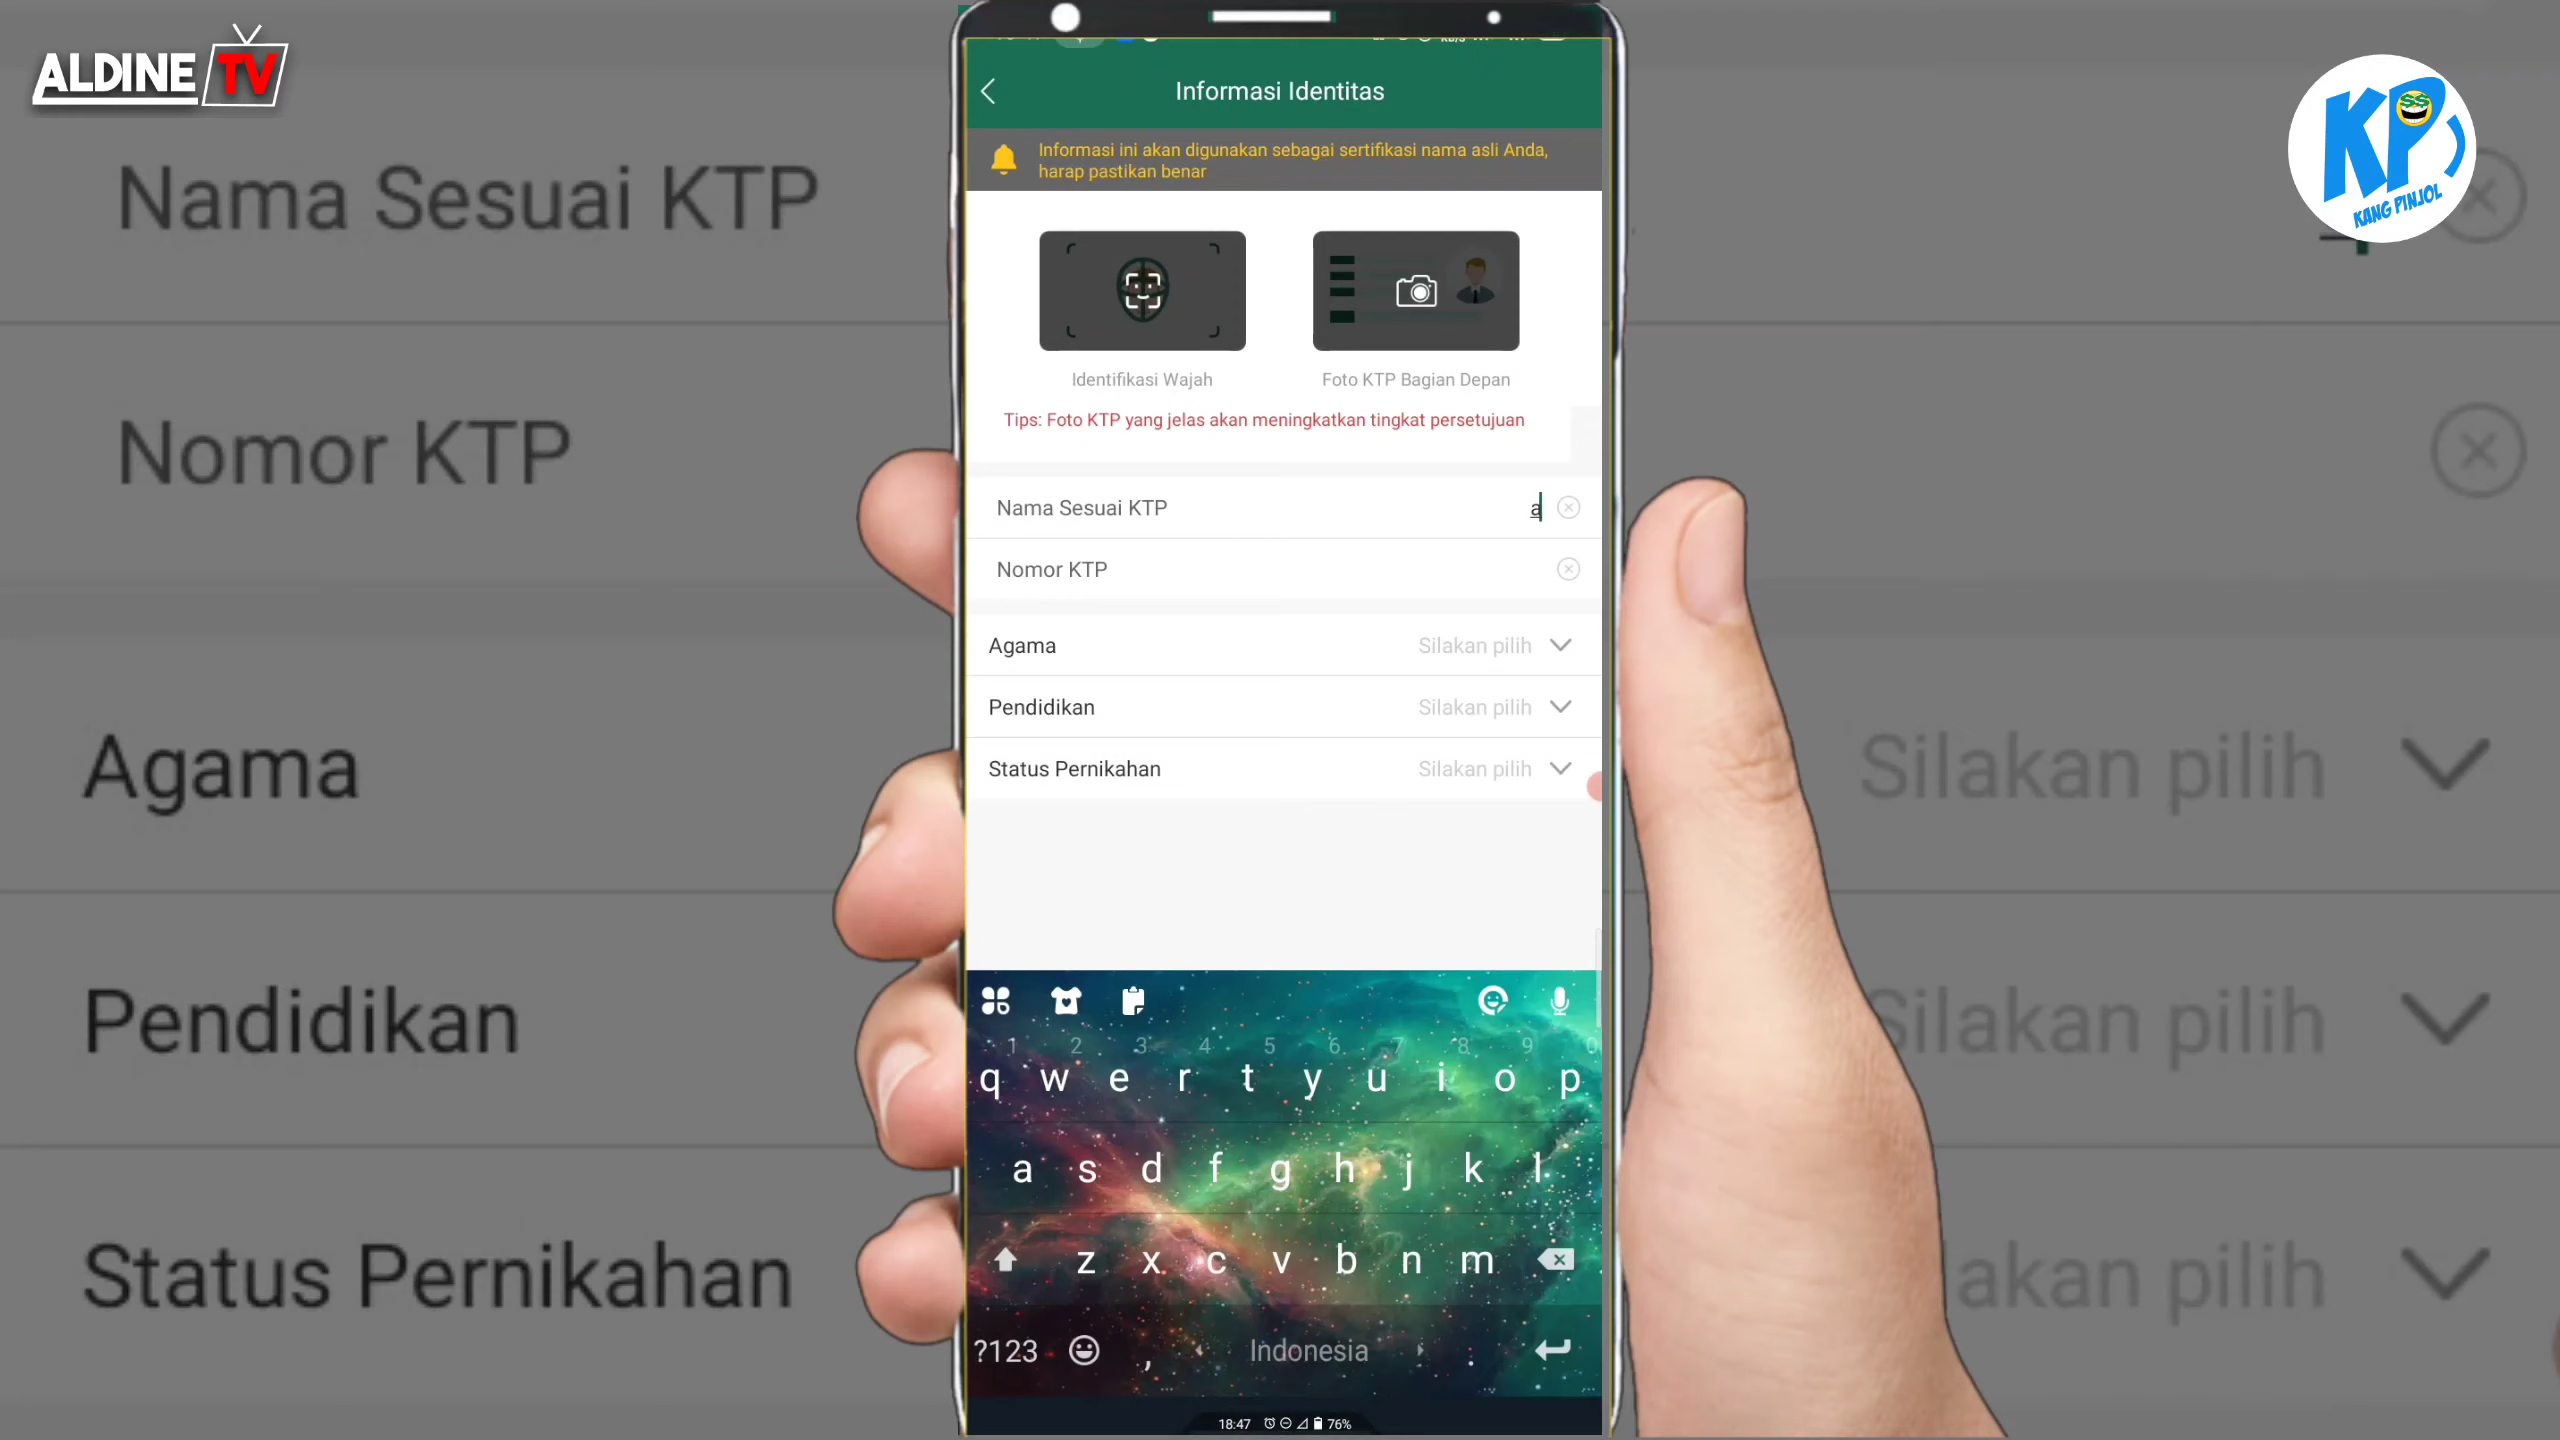 ALDINE TV
KP
KANG PINJOL
Nama Sesuai KTP
Nomor KTP
Agama
Silakan pilih
Pendidikan
Silakan pilih
Status Pernikahan
akan pilih
Informasi Identitas
Informasi ini akan digunakan sebagai sertifikasi nama asli Anda,
harap pastikan benar
Identifikasi Wajah
Foto KTP Bagian Depan
Tips: Foto KTP yang jelas akan meningkatkan tingkat persetujuan
Nama Sesuai KTP a
Nomor KTP
Agama Silakan pilih
Pendidikan Silakan pilih
Status Pernikahan Silakan pilih
1 2 3 4 5 6 7 8 9 0
q w e r t y u i o p
a s d f g h j k l
z x c v b n m
?123 , Indonesia .
18:47 76%